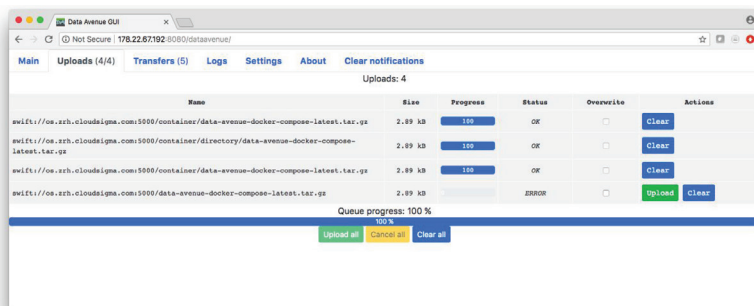 Data Avenue GUI
Not Secure | 178.22.67.192:8080/dataavenue/
Main Uploads (4/4) Transfers (5) Logs Settings About Clear notifications
Uploads: 4
Name Size Progress Status Overwrite Actions
swift://os.zrh.cloudsigma.com:5000/container/data-avenue-docker-compose-latest.tar.gz 2.89 kB 100 OK Clear
swift://os.zrh.cloudsigma.com:5000/container/directory/data-avenue-docker-compose-
latest.tar.gz 2.89 kB 100 OK Clear
swift://os.zrh.cloudsigma.com:5000/container/data-avenue-docker-compose-latest.tar.gz 2.89 kB 100 OK Clear
swift://os.zrh.cloudsigma.com:5000/data-avenue-docker-compose-latest.tar.gz 2.89 kB ERROR Upload Clear
Queue progress: 100 %
100 %
Upload all Cancel all Clear all